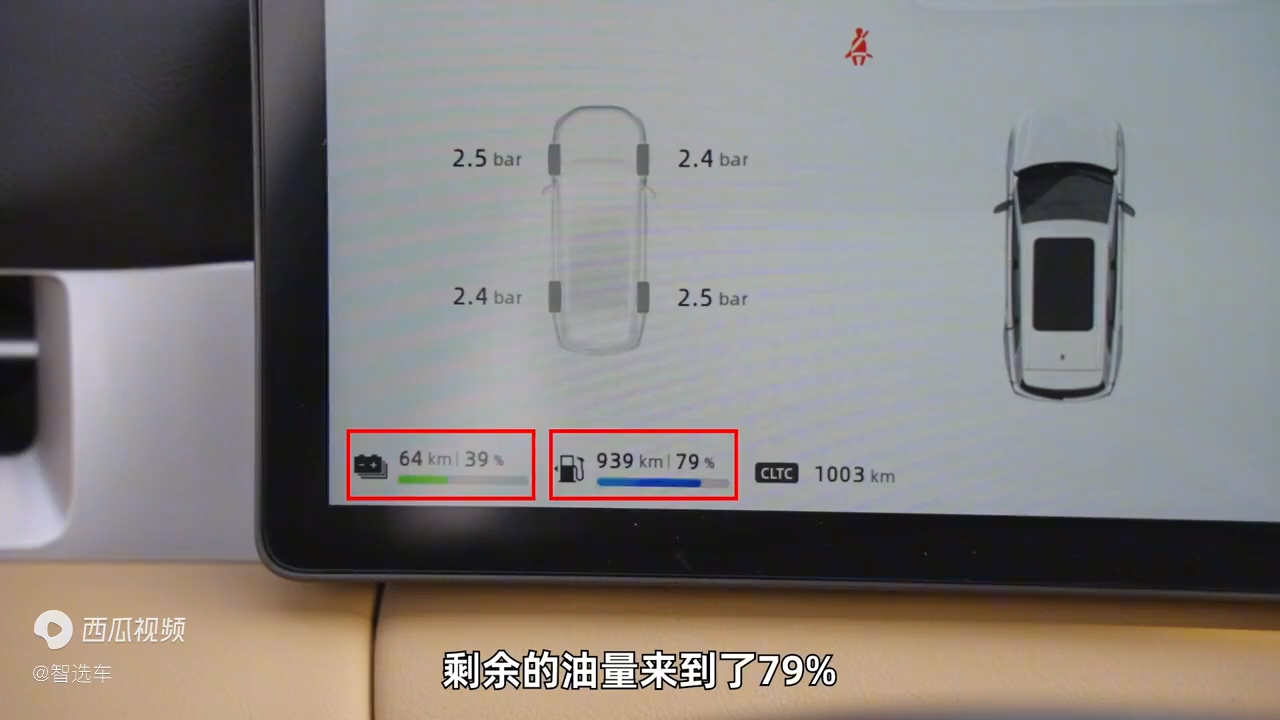 2.5 bar
2.4 bar
2.4 bar
2.5 bar
64 km | 39 %
939 km | 79 %
CLTC 1003 km
西瓜视频
@智选车
剩余的油量来到了79%